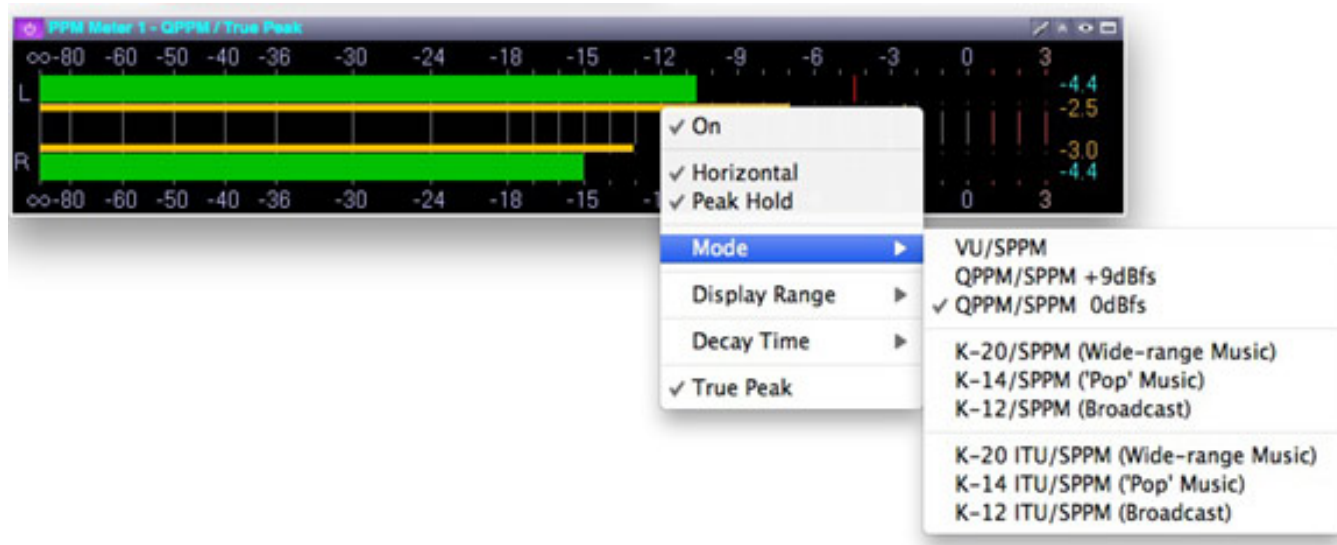 PPM Meter 1 - QPPM / True Peak
∞-80 -60 -50 -40 -36 -30 -24 -18 -15 -12 -9 -6 -3 0 3
L -4.4
-2.5
R -3.0
-4.4
∞-80 -60 -50 -40 -36 -30 -24 -18 -15 0 3
On
Horizontal
Peak Hold
Mode
Display Range
Decay Time
True Peak
VU/SPPM
QPPM/SPPM +9dBfs
QPPM/SPPM 0dBfs
K-20/SPPM (Wide-range Music)
K-14/SPPM ('Pop' Music)
K-12/SPPM (Broadcast)
K-20 ITU/SPPM (Wide-range Music)
K-14 ITU/SPPM ('Pop' Music)
K-12 ITU/SPPM (Broadcast)